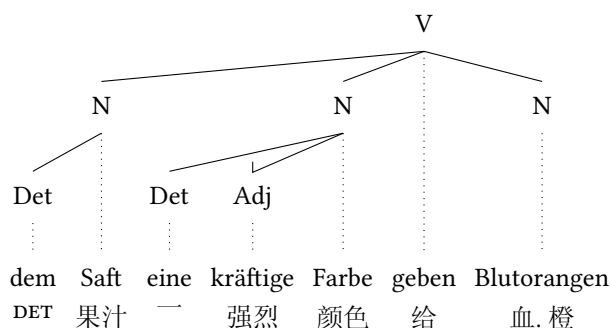 V
N N N
Det Det Adj
dem Saft eine kräftige Farbe geben Blutorangen
DET 果汁 一 强烈 颜色 给 血. 橙